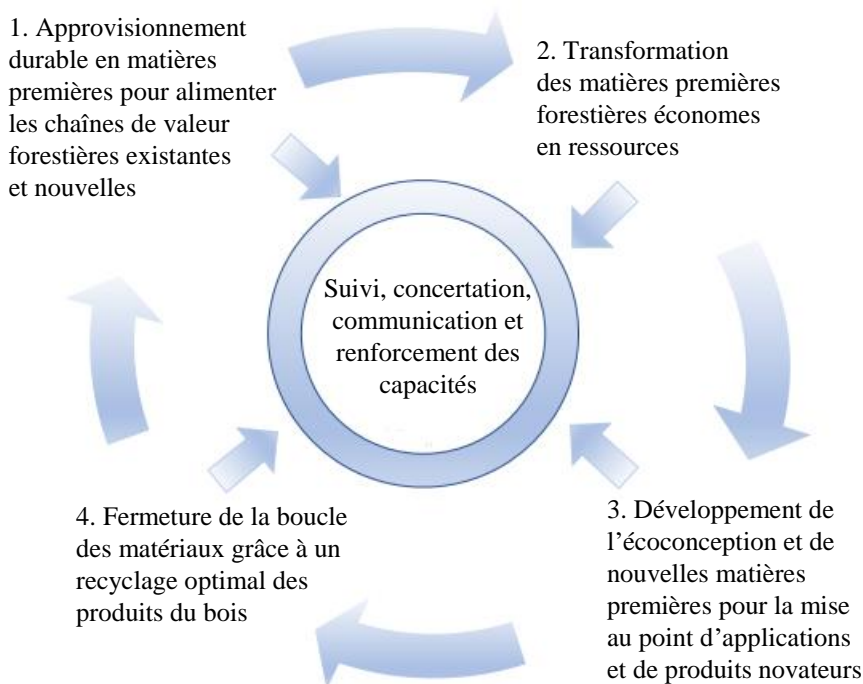 1. Approvisionnement
durable en matières
premières pour alimenter
les chaînes de valeur
forestières existantes
et nouvelles
2. Transformation
des matières premières
forestières économes
en ressources
Suivi, concertation,
communication et
renforcement des
capacités
3. Développement de
l’écoconception et de
nouvelles matières
premières pour la mise
au point d’applications
et de produits novateurs
4. Fermeture de la boucle
des matériaux grâce à un
recyclage optimal des
produits du bois